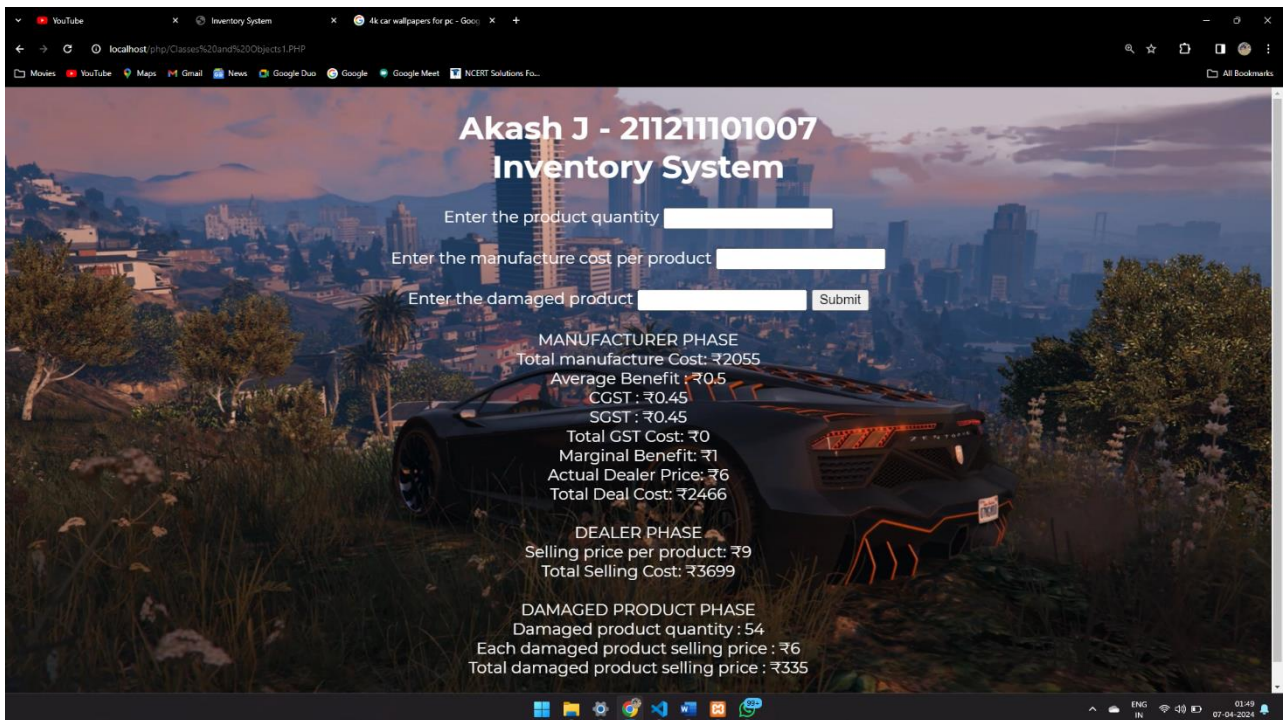 YouTube
Inventory System
4k car wallpapers for pc - Goog
localhost/php/Classes%20and%20Objects1.PHP
Movies YouTube Maps Gmail News Google Duo Google Google Meet NCERT Solutions Fo... All Bookmarks
Akash J - 211211101007
Inventory System
Enter the product quantity
Enter the manufacture cost per product
Enter the damaged product Submit
MANUFACTURER PHASE
Total manufacture Cost: ₹2055
Average Benefit : ₹0.5
CGST : ₹0.45
SGST : ₹0.45
Total GST Cost: ₹0
Marginal Benefit: ₹1
Actual Dealer Price: ₹6
Total Deal Cost: ₹2466
DEALER PHASE
Selling price per product: ₹9
Total Selling Cost: ₹3699
DAMAGED PRODUCT PHASE
Damaged product quantity : 54
Each damaged product selling price : ₹6
Total damaged product selling price : ₹335
99+
ENG
IN
01:49
07-04-2024